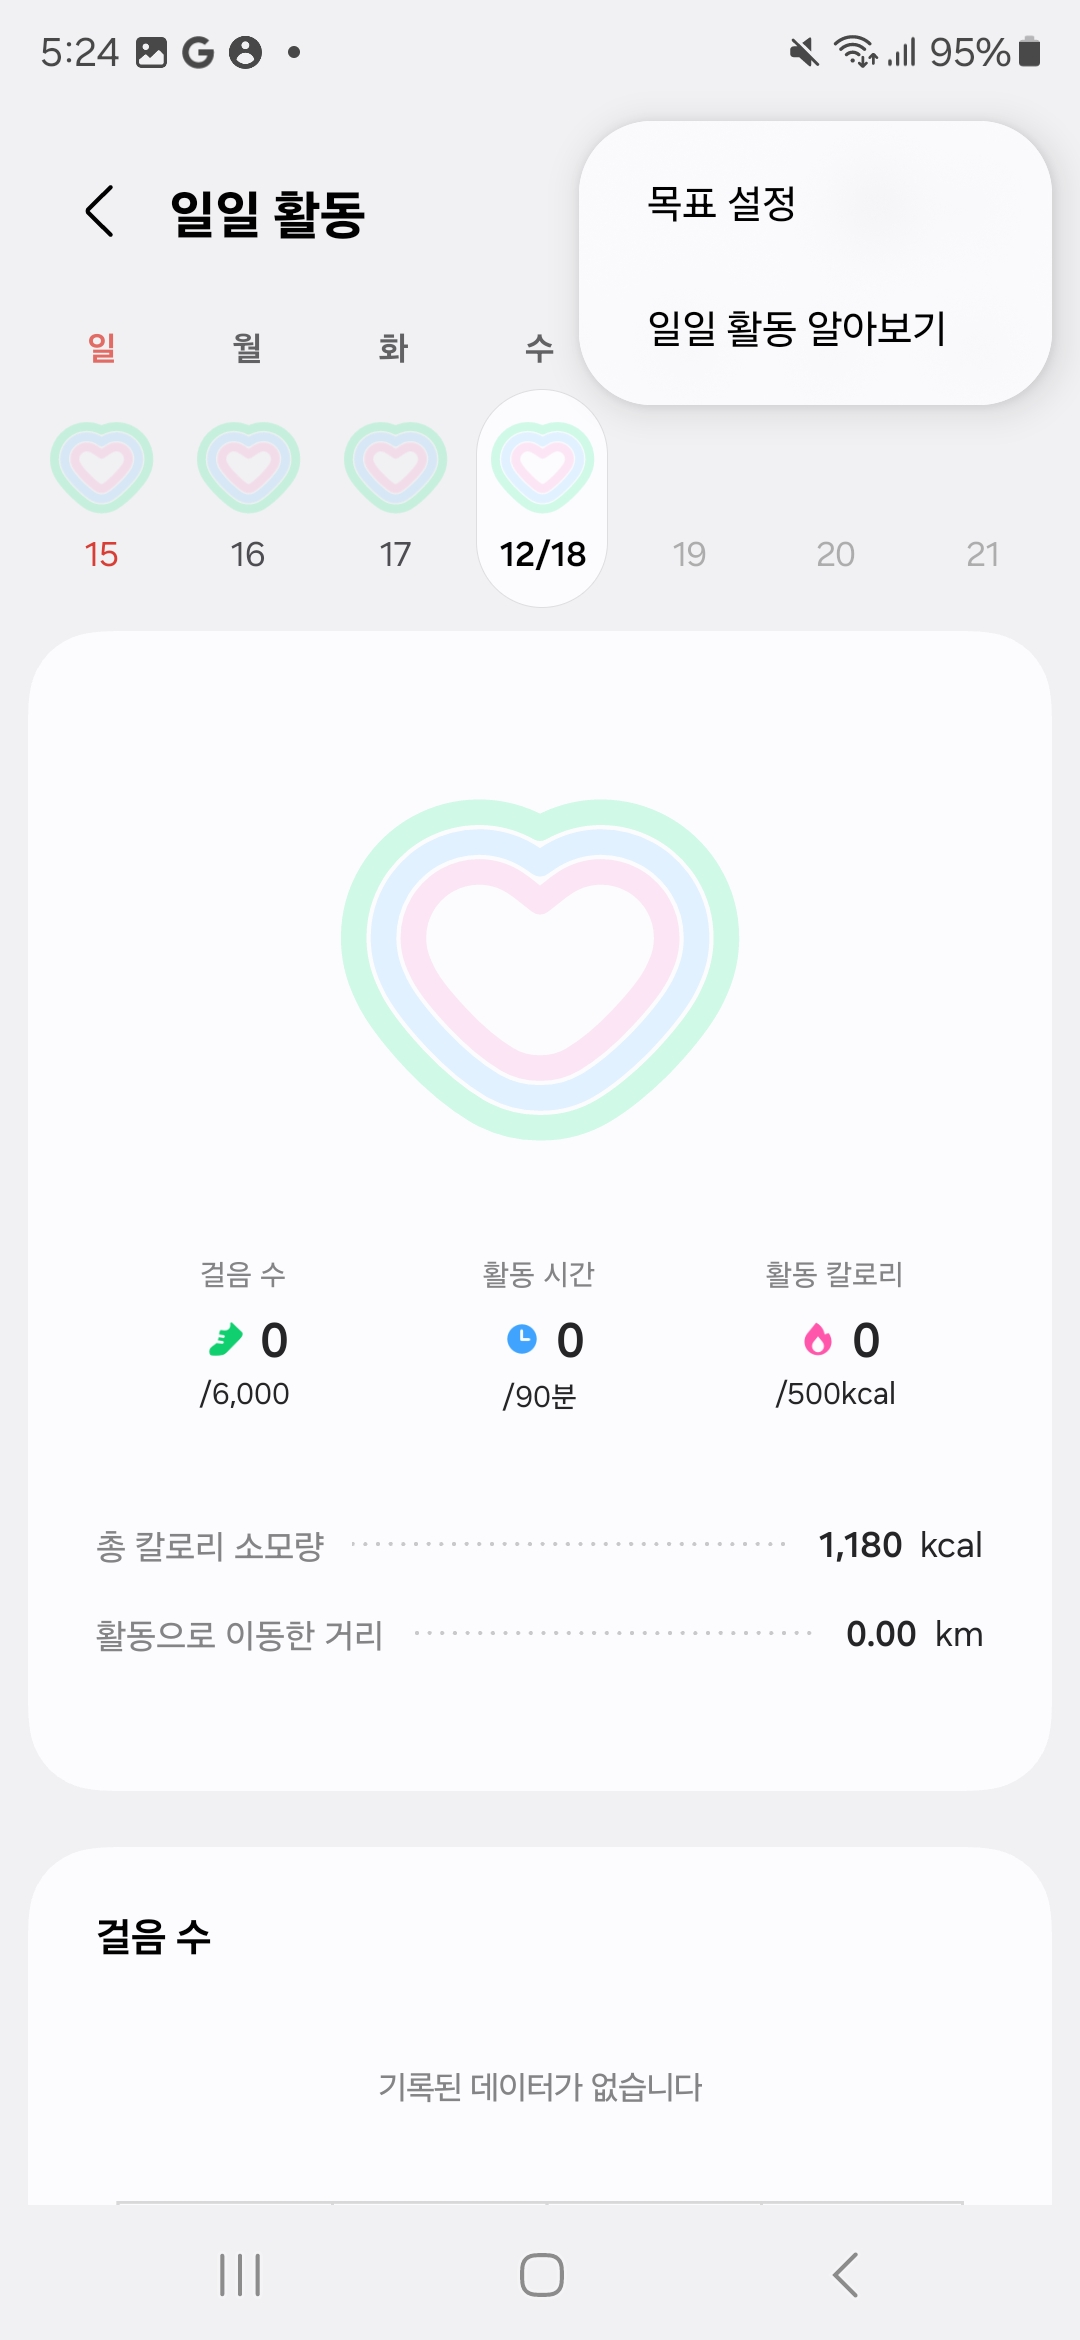 5:24
95%
일일 활동
목표 설정
일일 활동 알아보기
일 월 화 수
15 16 17 12/18 19 20 21
걸음 수 활동 시간 활동 칼로리
0 0 0
/6,000 /90분 /500kcal
총 칼로리 소모량 1,180 kcal
활동으로 이동한 거리 0.00 km
걸음 수
기록된 데이터가 없습니다